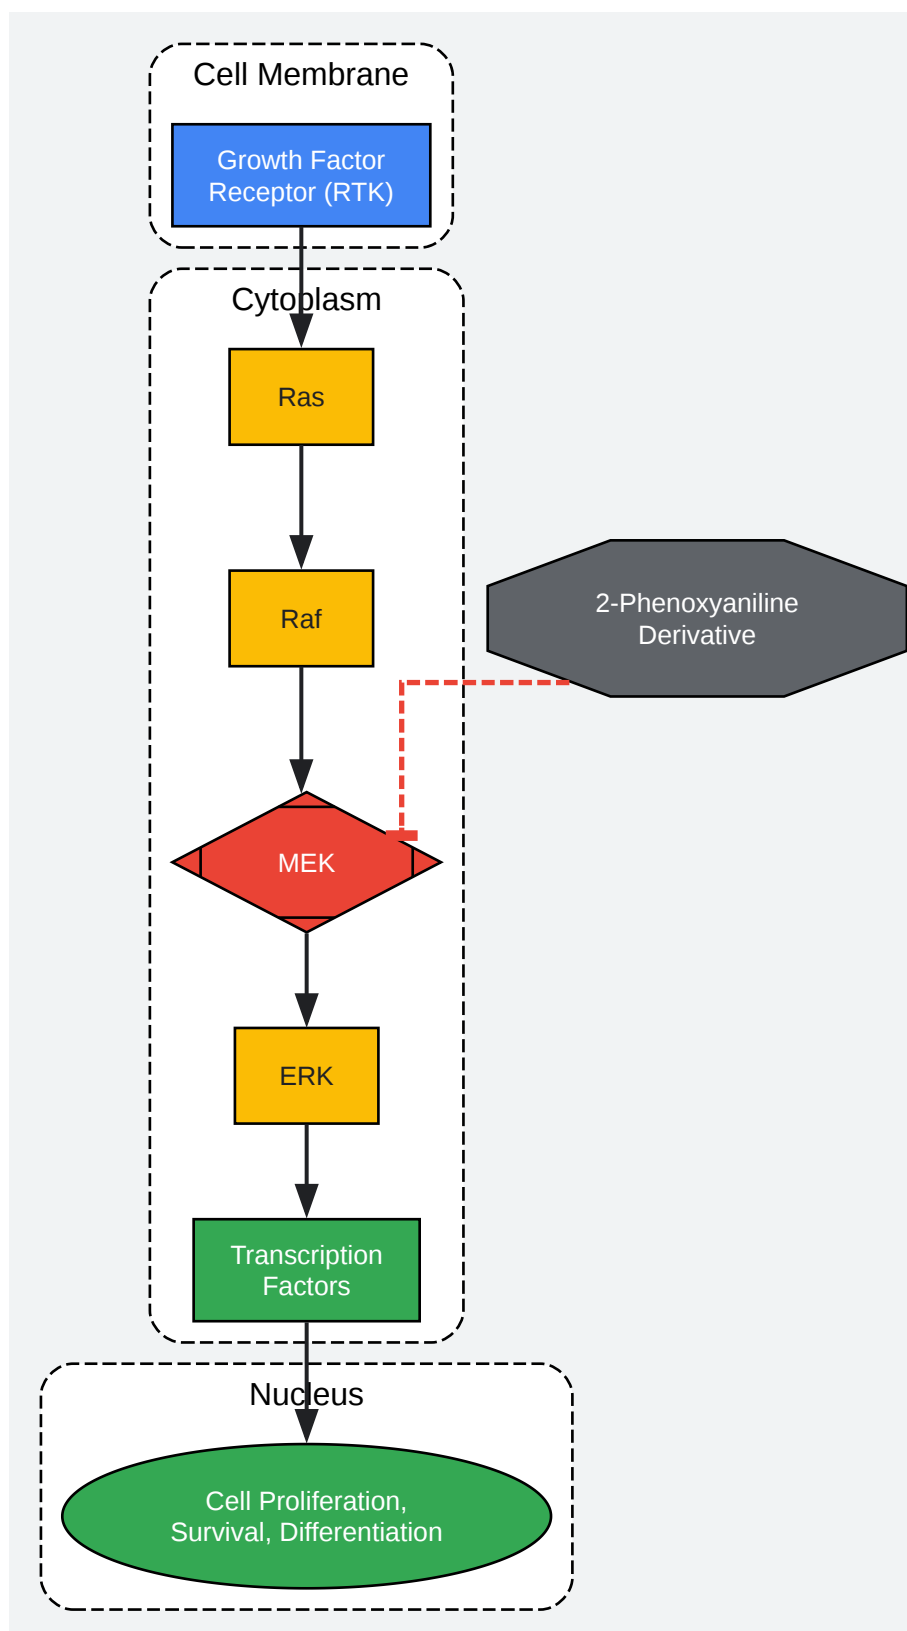 Cell Membrane
Growth Factor
Receptor (RTK)
Cytoplasm
Ras
Raf
2-Phenoxyaniline
Derivative
MEK
ERK
Transcription
Factors
Nucleus
Cell Proliferation,
Survival, Differentiation